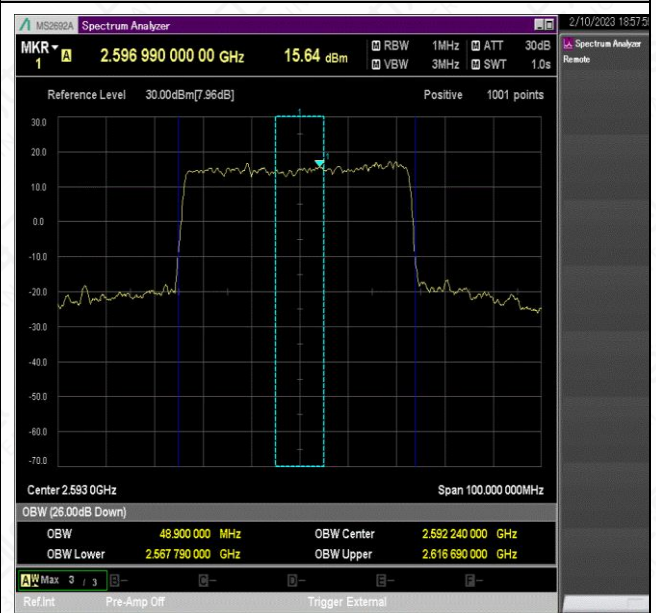 MS2692A Spectrum Analyzer
2/10/2023 18:57:5
MKR 1 A 2.596 990 000 00 GHz 15.64 dBm M RBW 1MHz M ATT 30dB
M VBW 3MHz M SWT 1.0s
Spectrum Analyzer
Remote
Reference Level 30.00dBm[7.96dB] Positive 1001 points
1
1
30.0
20.0
10.0
0.0
-10.0
-20.0
-30.0
-40.0
-50.0
-60.0
-70.0
Center 2.593 0GHz Span 100.000 000MHz
OBW (26.00dB Down)
OBW 48.900 000 MHz OBW Center 2.592 240 000 GHz
OBW Lower 2.567 790 000 GHz OBW Upper 2.616 690 000 GHz
A W Max 3 / 3 B- C- D- E- F-
Ref.Int Pre-Amp Off Trigger External